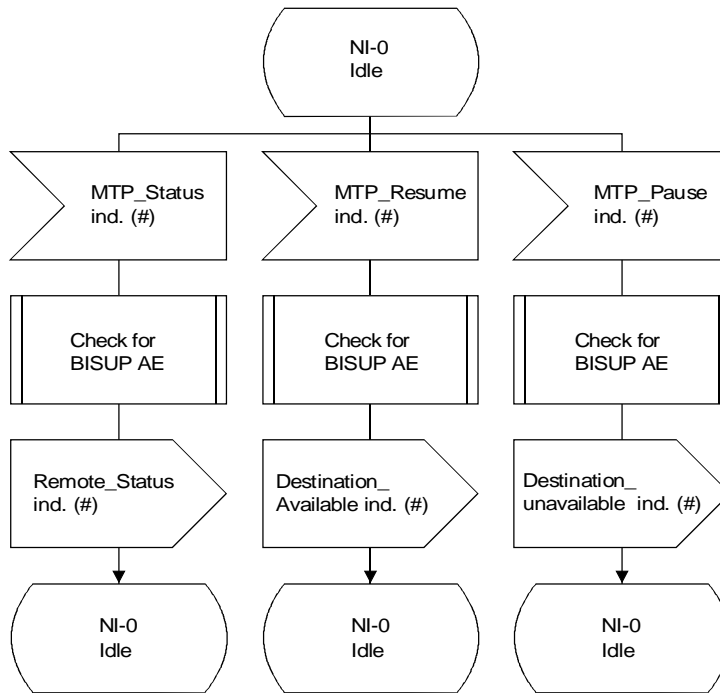 NI-0
Idle
MTP_Status
ind. (#)
MTP_Resume
ind. (#)
MTP_Pause
ind. (#)
Check for
BISUP AE
Check for
BISUP AE
Check for
BISUP AE
Remote_Status
ind. (#)
Destination_
Available ind. (#)
Destination_
unavailable ind. (#)
NI-0
Idle
NI-0
Idle
NI-0
Idle